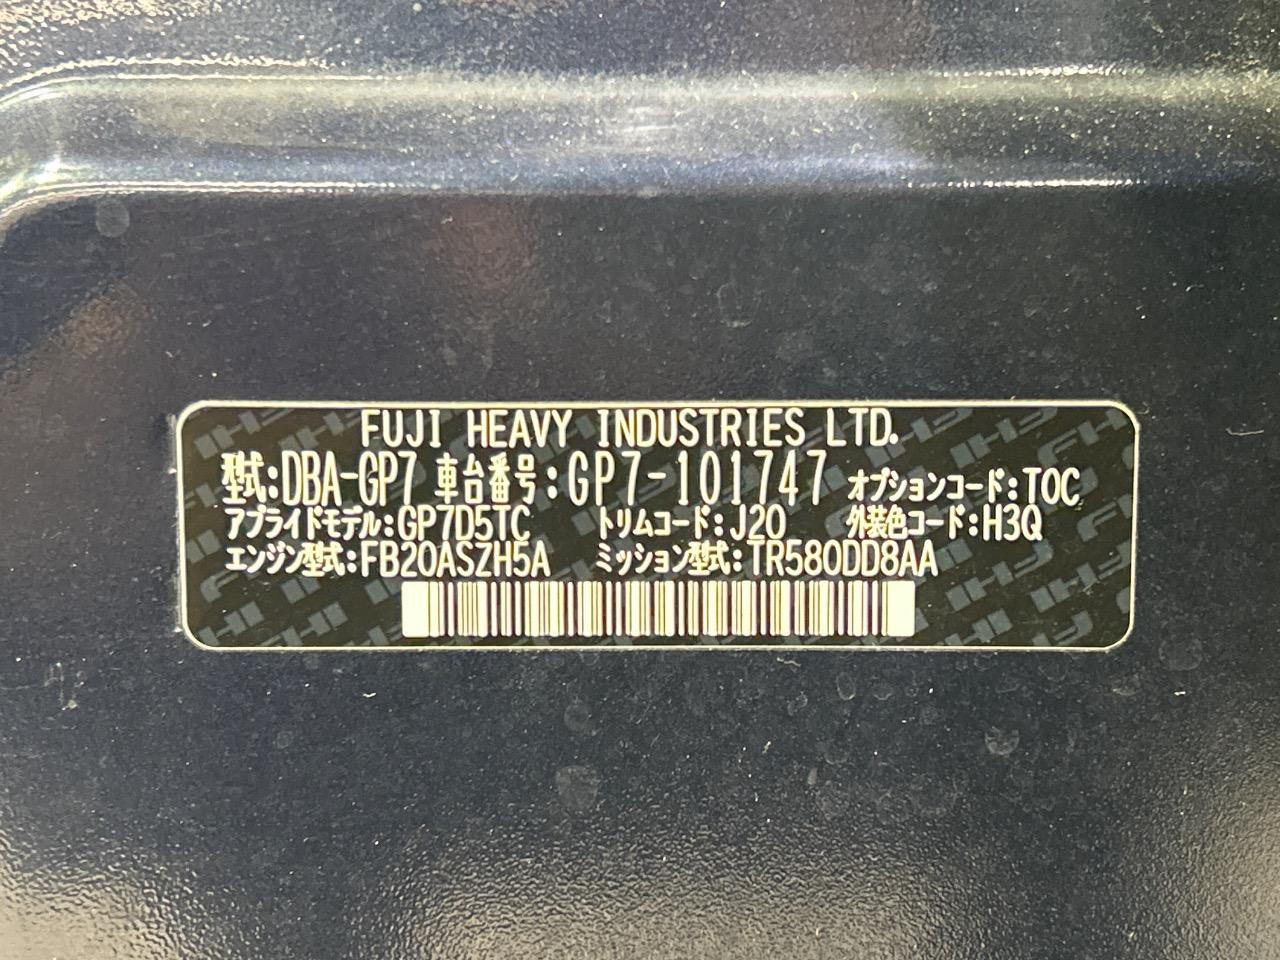 FUJI HEAVY INDUSTRIES LTD.
型式:DBA-GP7 車台番号:GP7-101747 オプションコード:TOC
アプライドモデル:GP7D5TC トリムコード:J20 外装色コード:H3Q
エンジン型式:FB20ASZH5A ミッション型式:TR580DD8AA